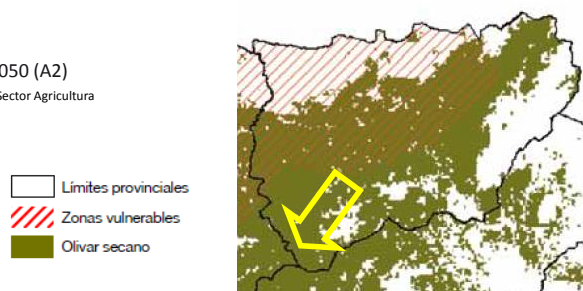 050 (A2)
Sector Agricultura
Límites provinciales
Zonas vulnerables
Olivar secano